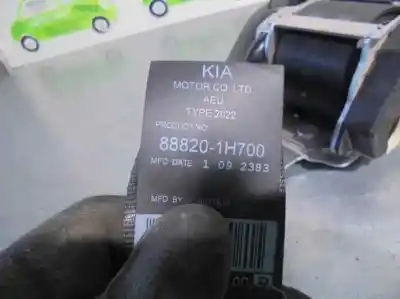 KIA
MOTOR CO. LTD
AEU
TYPE 2022
PRODUCT NO.
88820-1H700
MFD DATE 1 09 2383
MFD BY